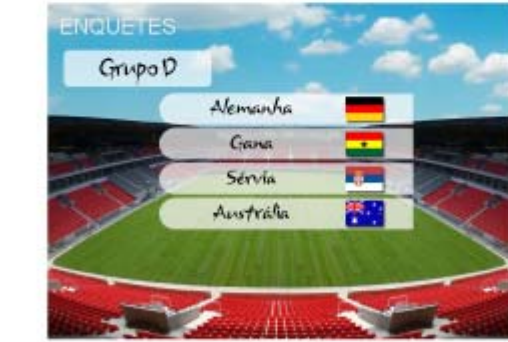 ENQUETES
Grupo D
Alemanha
Gana
Sérvia
Austrália